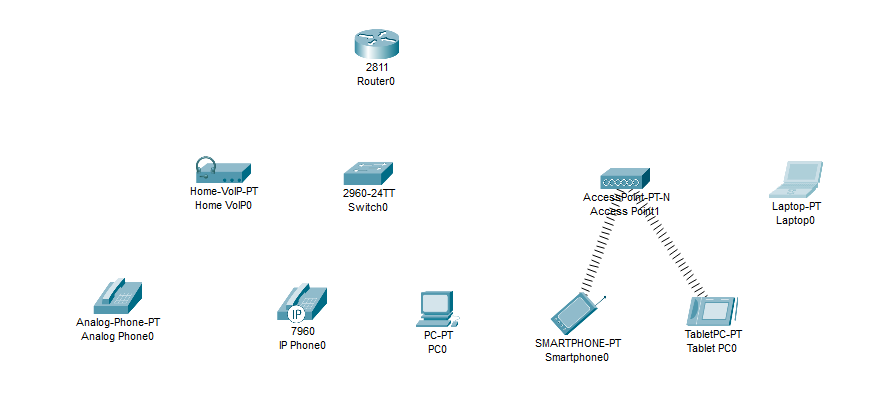 2811
Router0
Home-VoIP-PT
Home VoIP0
2960-24TT
Switch0
AccessPoint-PT-N
Access Point1
Laptop-PT
Laptop0
Analog-Phone-PT
Analog Phone0
IP
7960
IP Phone0
PC-PT
PC0
SMARTPHONE-PT
Smartphone0
TabletPC-PT
Tablet PC0